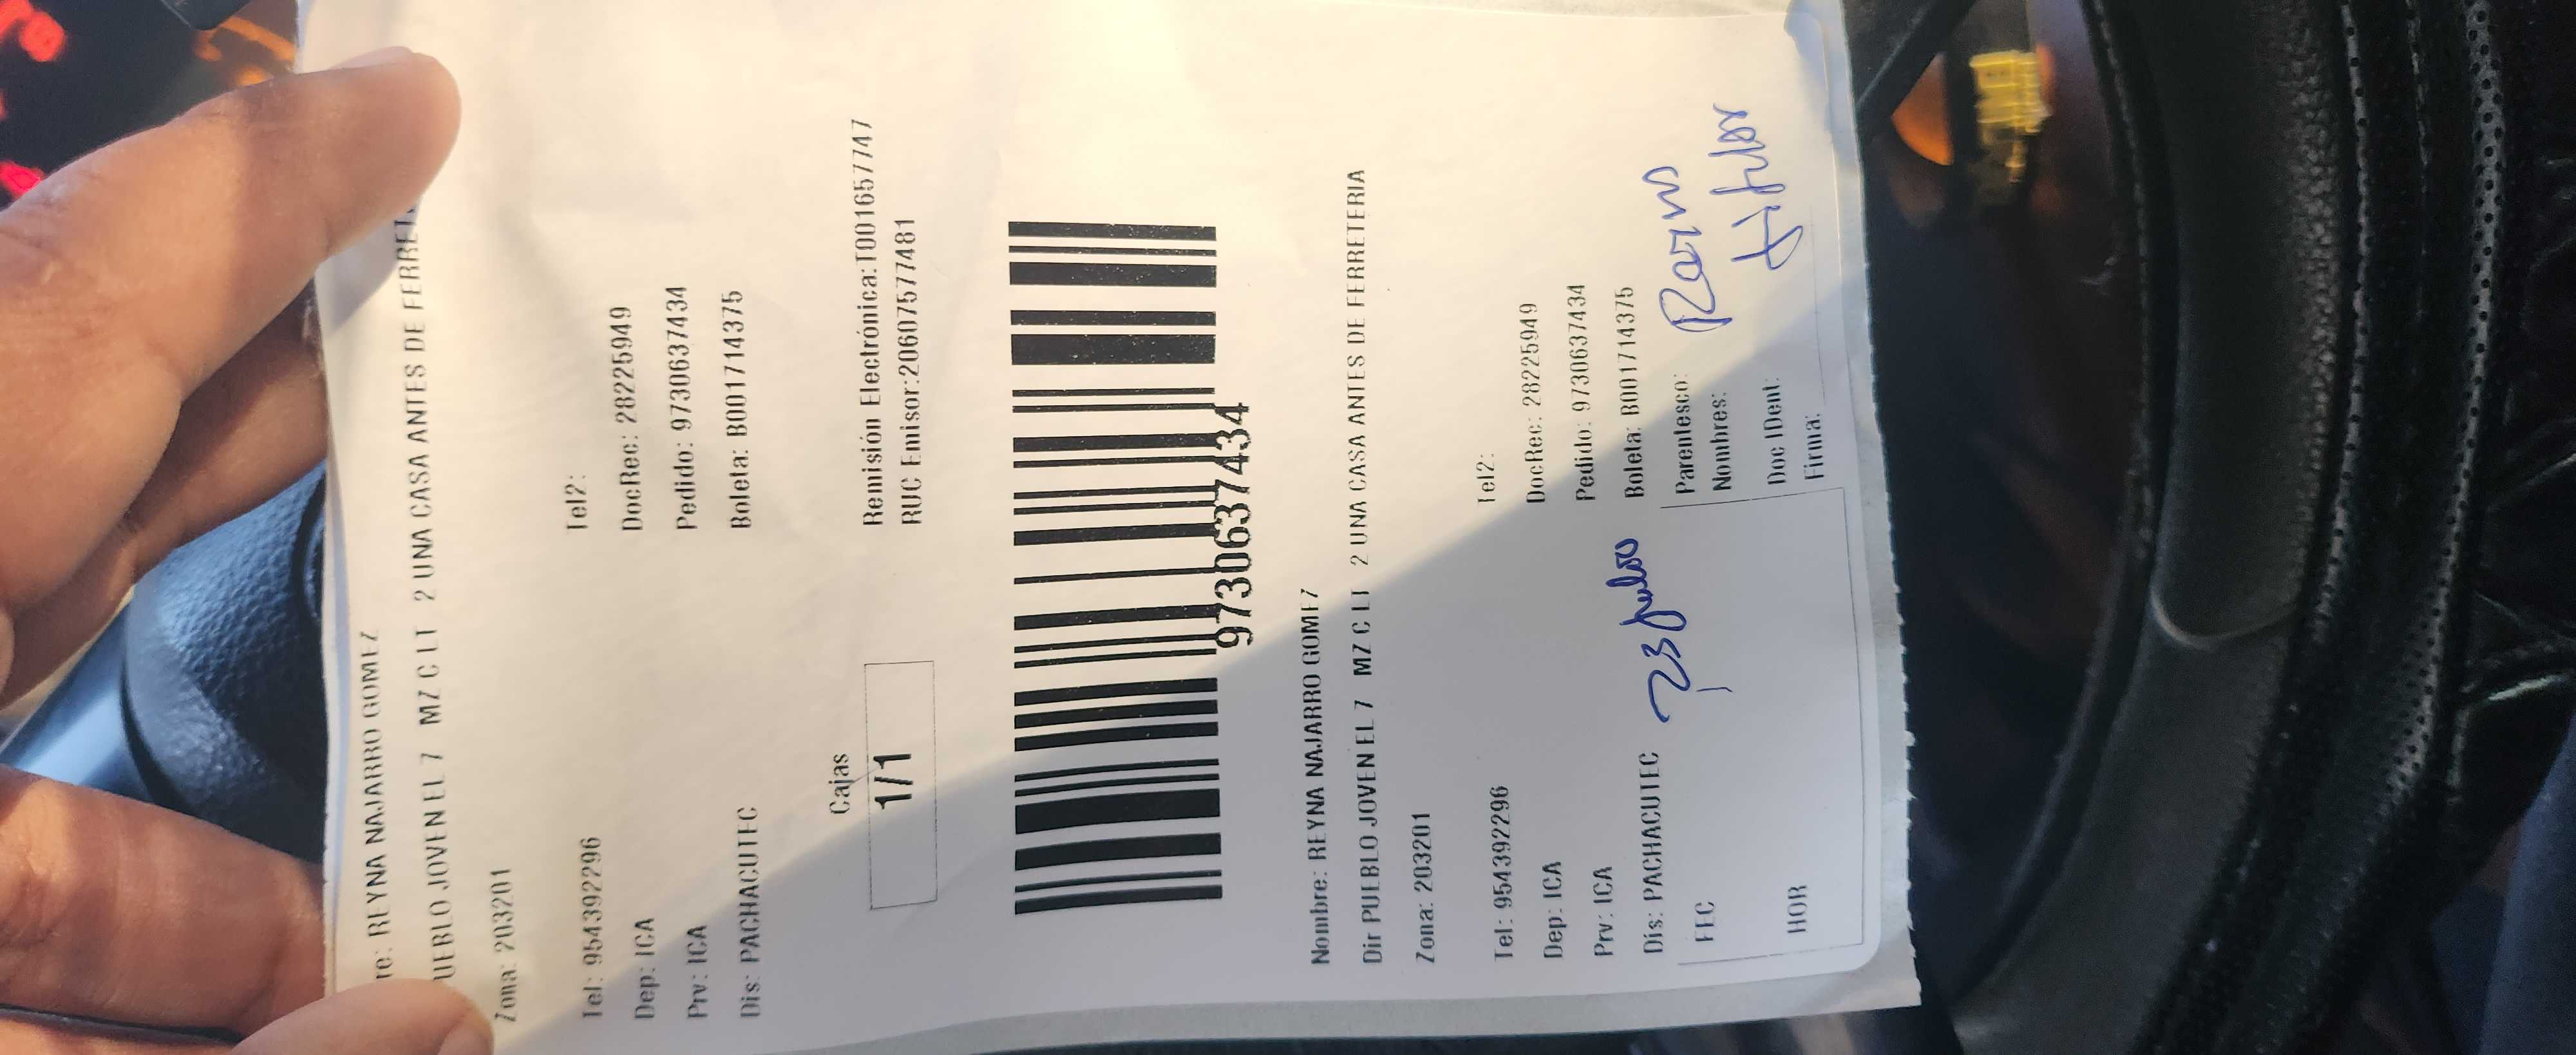 re: REYNA NAJARRO GOMEZ
UEBLO JOVEN EL 7 MZ C LT 2 UNA CASA ANTES DE FERRET
Zona: 203201
Tel: 954392296 Tel2:
Dep: ICA DocRec: 28225949
Prv: ICA Pedido: 9730637434
Dis: PACHACUTEC Boleta: B001714375
Cajas
1/1
Remisión Electrónica:T001657747
RUC Emisor:20607577481
9730637434
Nombre: REYNA NAJARRO GOMEZ
Dir PUEBLO JOVEN EL 7 MZ C LT 2 UNA CASA ANTES DE FERRETERIA
Zona: 203201
Tel: 954392296 Tel2:
Dep: ICA DocRec: 28225949
Prv: ICA Pedido: 9730637434
Dis: PACHACUTEC Boleta: B001714375
FEC 23 Parentesco:
Nombres:
HOR Doc IDent:
Firma: